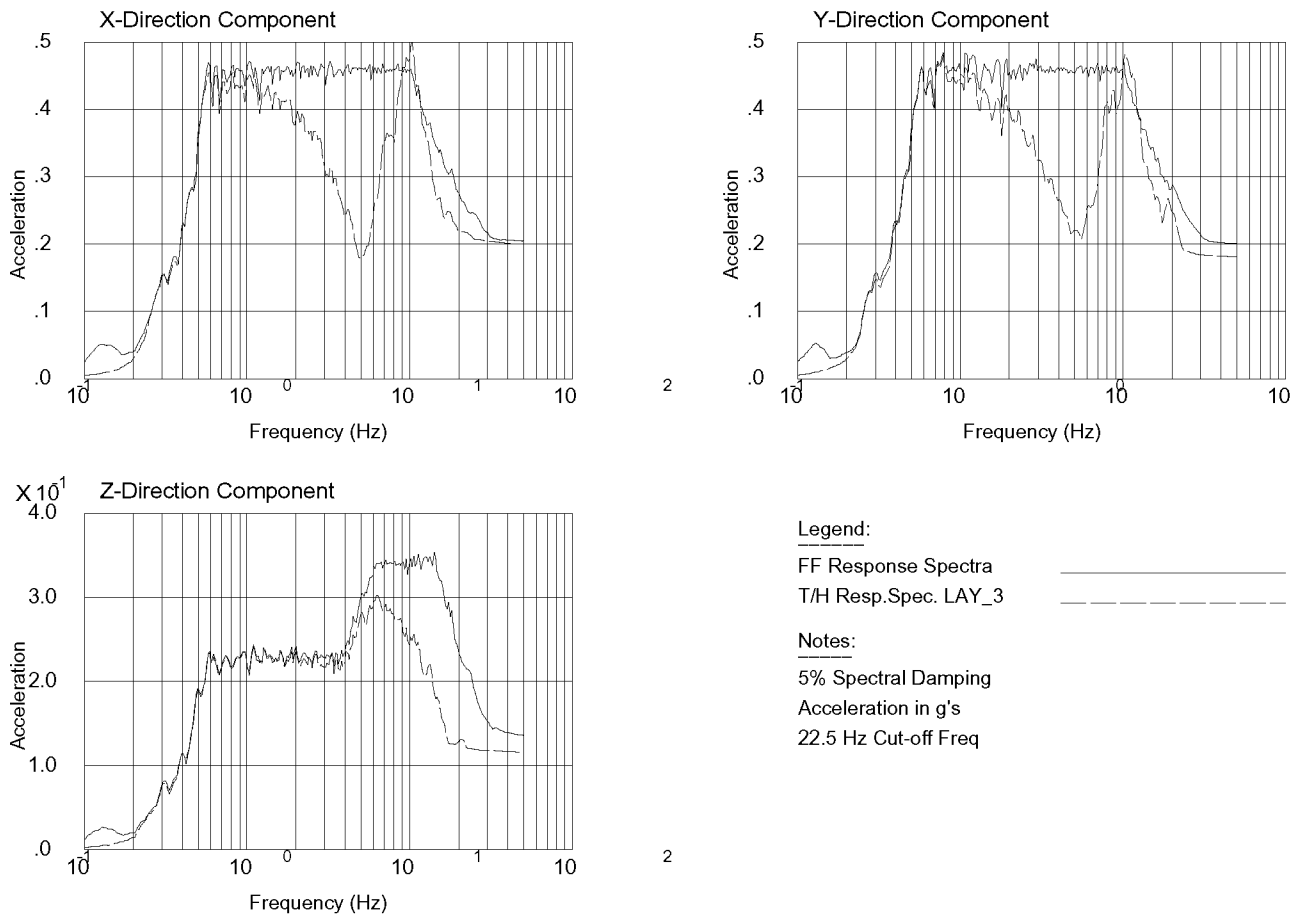 X-Direction Component
.5
.4
.3
.2
.1
.0
Acceleration
10 -1 10 0 10 1 10 2
Frequency (Hz)
Y-Direction Component
.5
.4
.3
.2
.1
.0
Acceleration
10 -1 10 10 0 10
Frequency (Hz)
X 10 -1
Z-Direction Component
4.0
3.0
2.0
1.0
.0
Acceleration
10 -1 10 0 10 1 10 2
Frequency (Hz)
Legend:
FF Response Spectra
T/H Resp.Spec. LAY_3
Notes:
5% Spectral Damping
Acceleration in g's
22.5 Hz Cut-off Freq